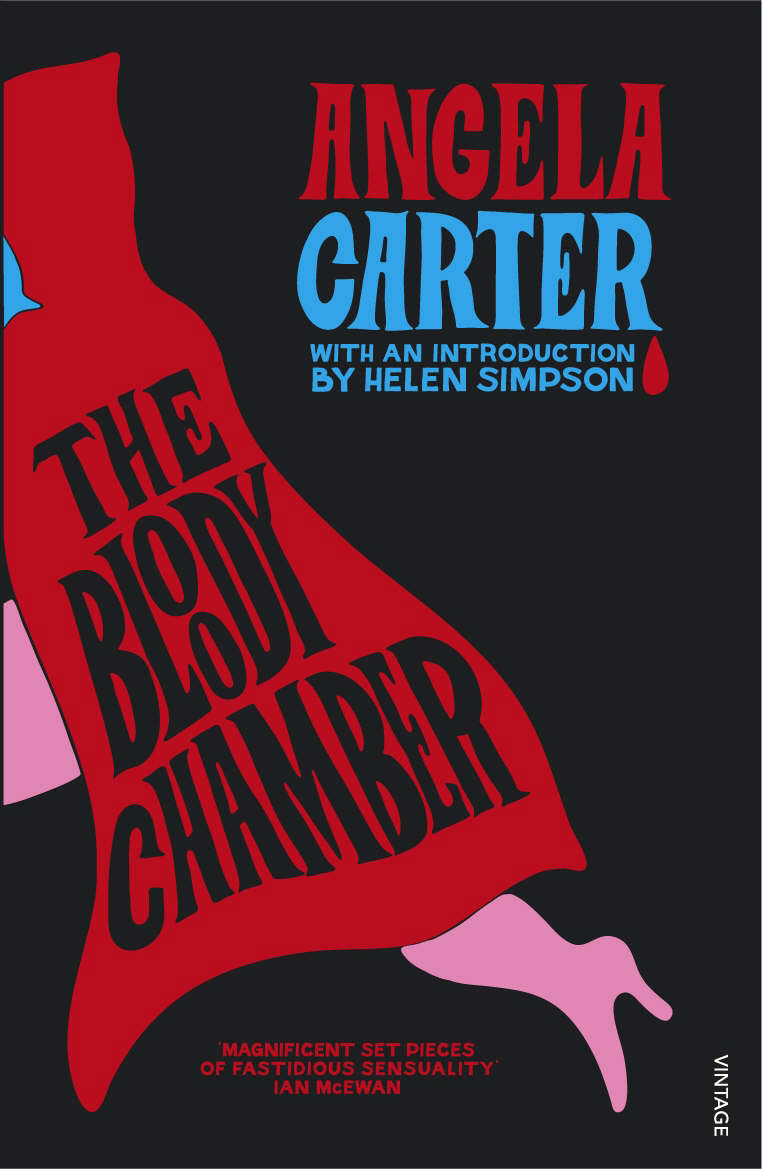 ANGELA
CARTER
WITH AN INTRODUCTION
BY HELEN SIMPSON
THE
BLOODY
CHAMBER
'MAGNIFICENT SET PIECES
OF FASTIDIOUS SENSUALITY'
IAN McEWAN
VINTAGE